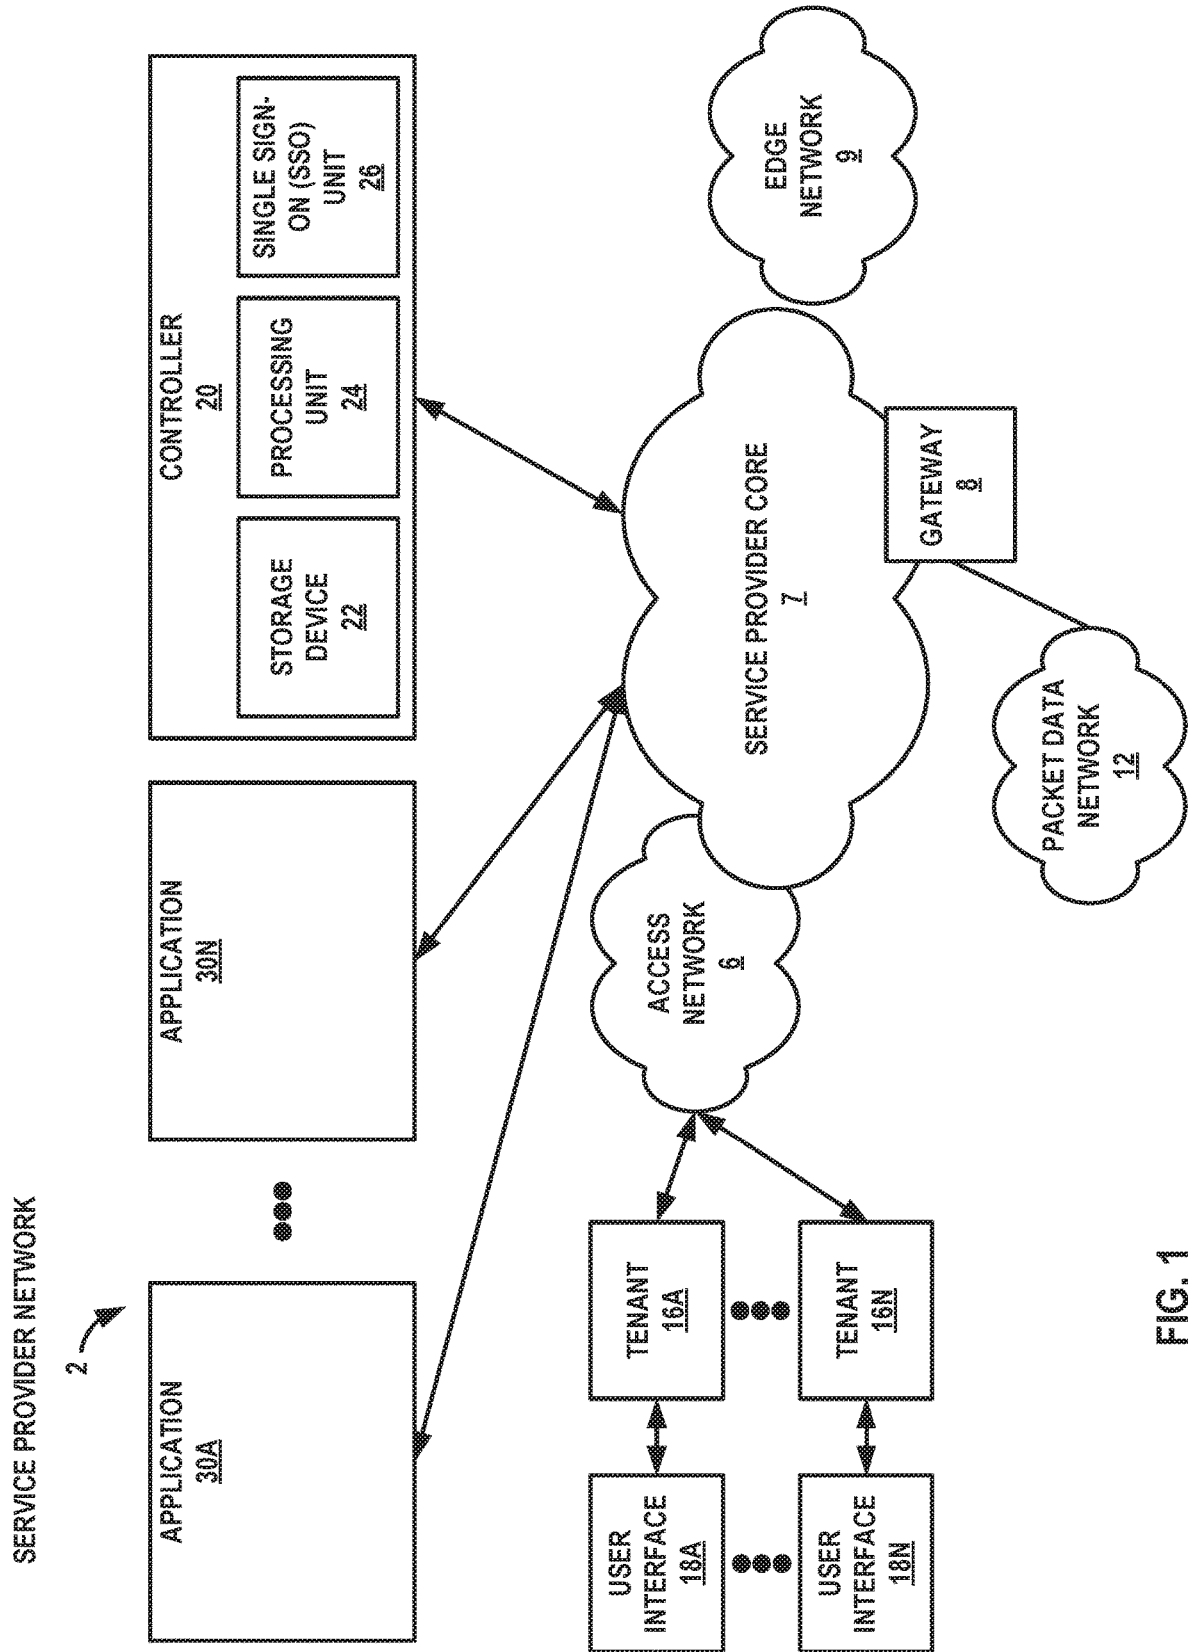 SERVICE PROVIDER NETWORK
2
APPLICATION
30A
APPLICATION
30N
CONTROLLER
20
STORAGE
DEVICE
22
PROCESSING
UNIT
24
SINGLE SIGN-
ON (SSO)
UNIT
26
USER
INTERFACE
18A
TENANT
16A
USER
INTERFACE
18N
TENANT
16N
ACCESS
NETWORK
6
SERVICE PROVIDER CORE
7
EDGE
NETWORK
9
GATEWAY
8
PACKET DATA
NETWORK
12
FIG. 1